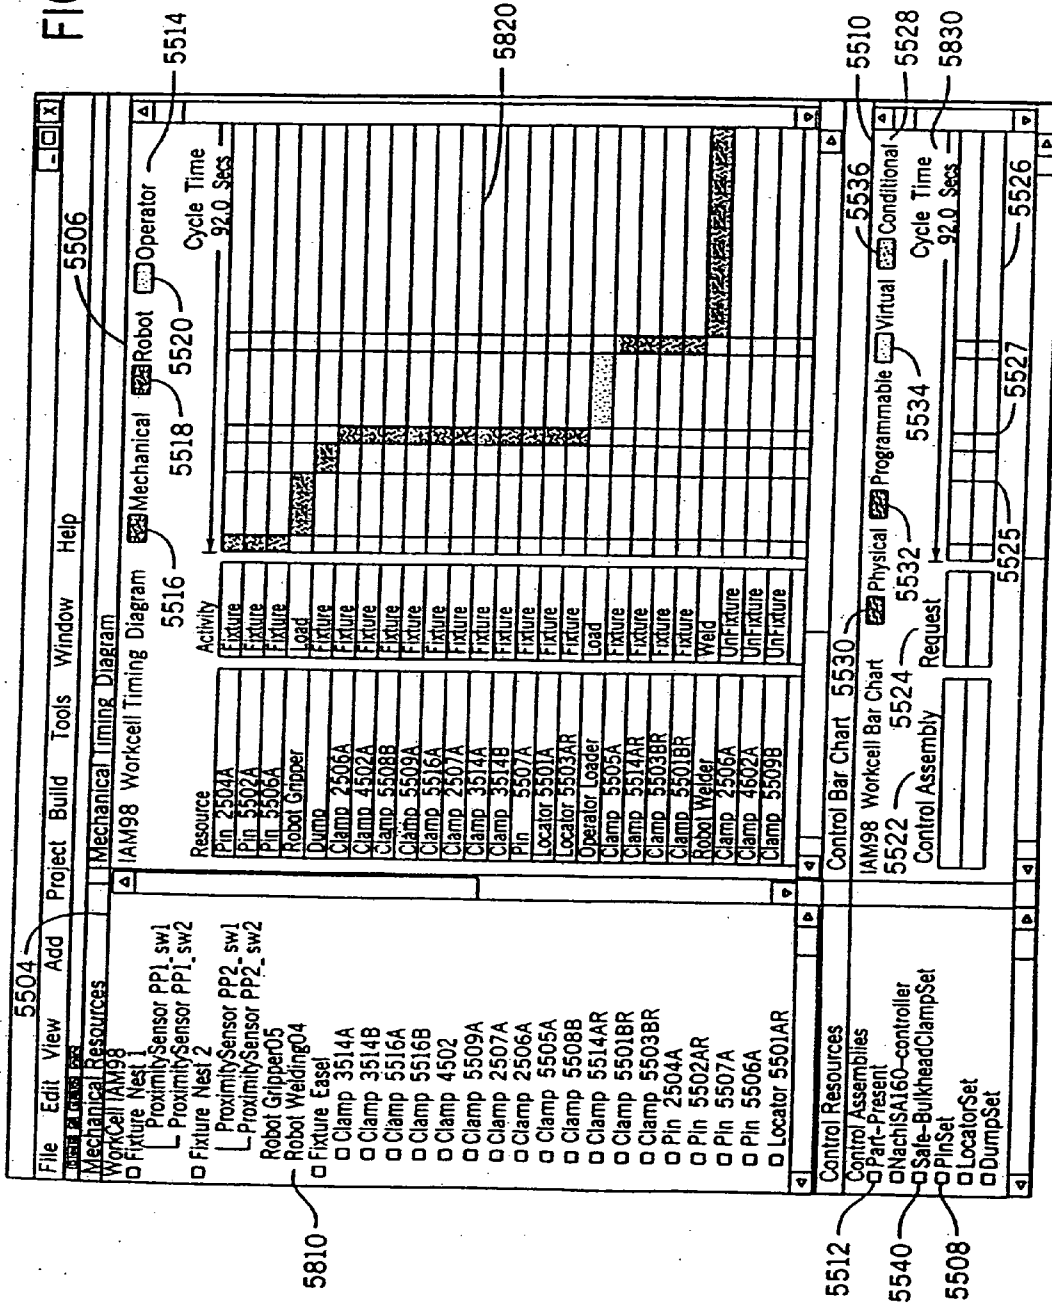 FIG
5504
5506
File Edit View Add Project Build Tools Window Help
Mechanical Resources
WorkCell IAM98
Fixture Nest 1
ProximitySensor PP1_sw1
ProximitySensor PP1_sw2
Fixture Nest 2
ProximitySensor PP2_sw1
ProximitySensor PP2_sw2
Robot Gripper05
Robot Welding04
Fixture Easel
Clamp 3514A
Clamp 3514B
Clamp 5516A
Clamp 5516B
Clamp 4502
Clamp 5509A
Clamp 2507A
Clamp 2506A
Clamp 5505A
Clamp 5508B
Clamp 5514AR
Clamp 5501BR
Clamp 5503BR
Pin 2504A
Pin 5502AR
Pin 5507A
Pin 5506A
Locator 5501AR
5810
Mechanical Timing Diagram
IAM98 Workcell Timing Diagram
Mechanical
Robot
Operator
5514
5516
5518
5520
Resource Activity
Cycle Time
92.0 Secs
Pin 2504A Fixture
Pin 5502A Fixture
Pin 5506A Fixture
Robot Gripper Load
Dump Fixture
Clamp 2506A Fixture
Clamp 4502A Fixture
Clamp 5508B Fixture
Clamp 5509A Fixture
Clamp 5516A Fixture
Clamp 2507A Fixture
Clamp 3514A Fixture
Clamp 3514B Fixture
Pin 5507A Fixture
Locator 5501A Fixture
Locator 5503AR Fixture
Operator Loader Load
Clamp 5505A Fixture
Clamp 5514AR Fixture
Clamp 5503BR Fixture
Clamp 5501BR Fixture
Robot Welder Weld
Clamp 2506A UnFixture
Clamp 4602A UnFixture
Clamp 5509B UnFixture
5820
Control Resources
Control Assemblies
Part-Present
NachiSA160-controller
Safe-BulkheadClampSet
PinSet
LocatorSet
DumpSet
5512
5540
5508
Control Bar Chart
5530
5536
5510
IAM98 Workcell Bar Chart
Physical
Programmable
Virtual
Conditional
5528
5522
5524
5532
5534
Control Assembly Request
Cycle Time
92.0 Secs
5830
5525
5527
5526